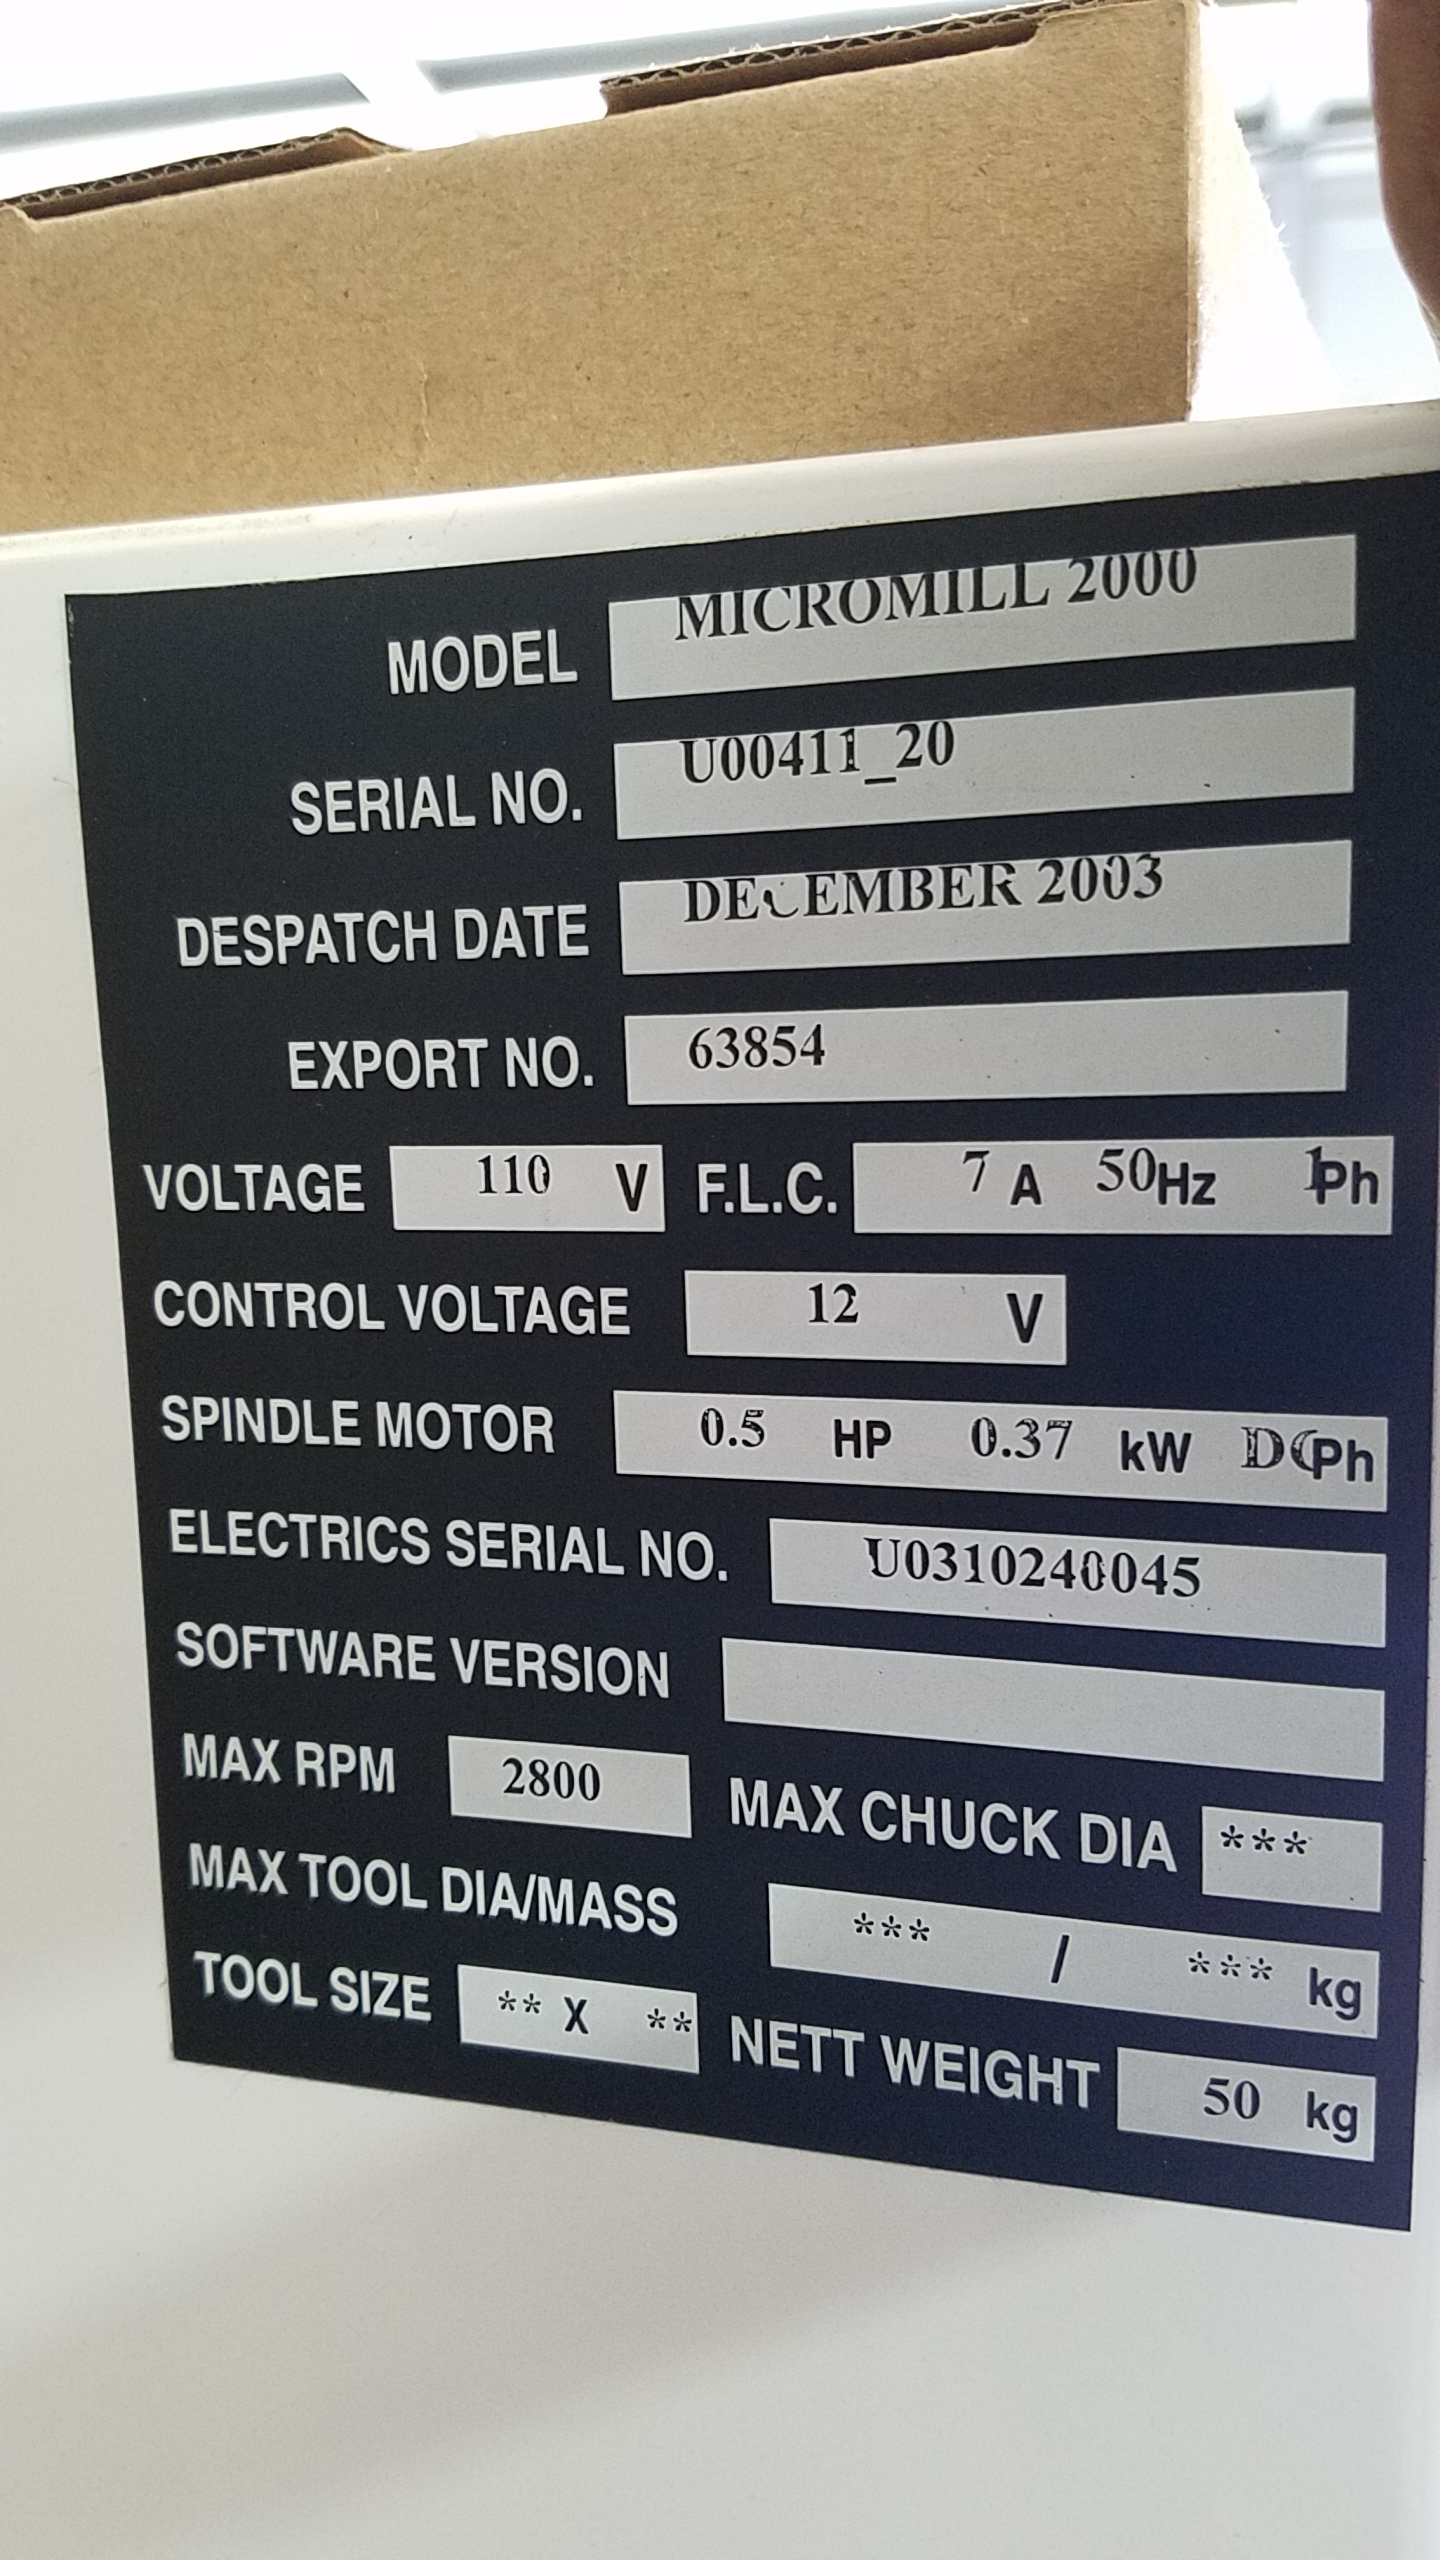 MODEL MICROMILL 2000
SERIAL NO. U00411_20
DESPATCH DATE DECEMBER 2003
EXPORT NO. 63854
VOLTAGE 110 V F.L.C. 7 A 50Hz 1Ph
CONTROL VOLTAGE 12 V
SPINDLE MOTOR 0.5 HP 0.37 kW DC Ph
ELECTRICS SERIAL NO. U0310240045
SOFTWARE VERSION
MAX RPM 2800 MAX CHUCK DIA ***
MAX TOOL DIA/MASS *** / *** kg
TOOL SIZE ** X ** NETT WEIGHT 50 kg